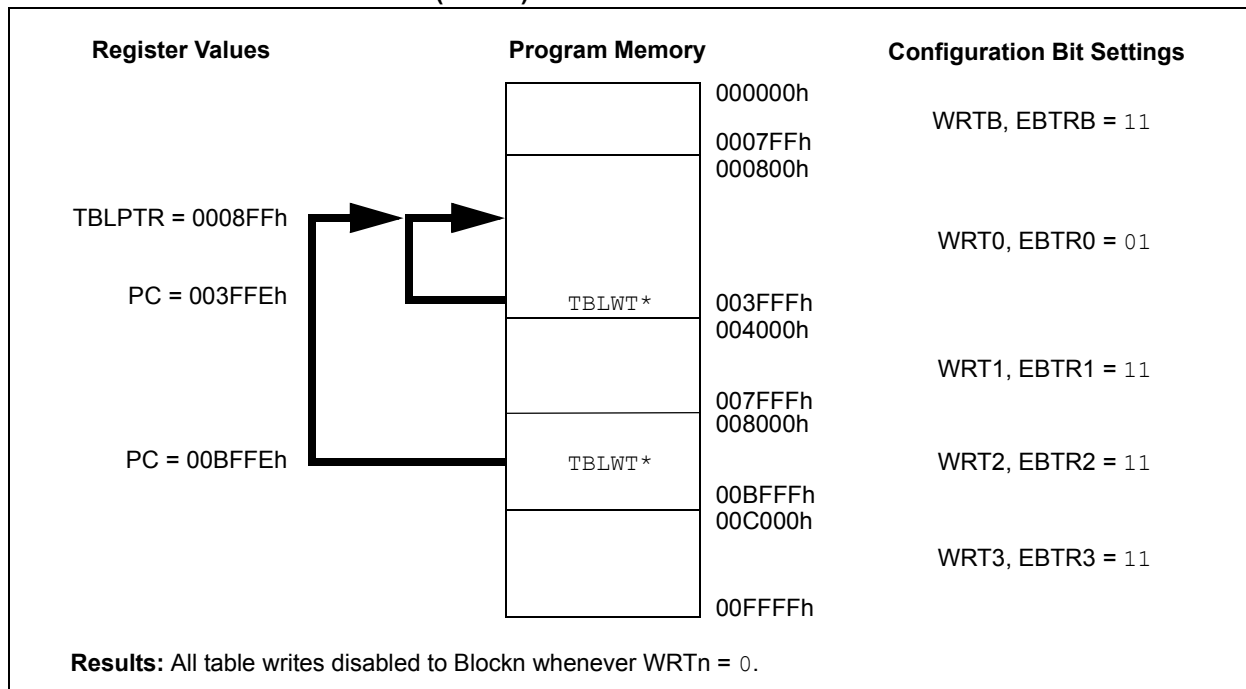 Register Values Program Memory Configuration Bit Settings
000000h
WRTB, EBTRB = 11
0007FFh
000800h
TBLPTR = 0008FFh
WRT0, EBTR0 = 01
PC = 003FFEh TBLWT* 003FFFh
004000h
WRT1, EBTR1 = 11
007FFFh
008000h
PC = 00BFFEh TBLWT* WRT2, EBTR2 = 11
00BFFFh
00C000h
WRT3, EBTR3 = 11
00FFFFh
Results: All table writes disabled to Blockn whenever WRTn = 0.